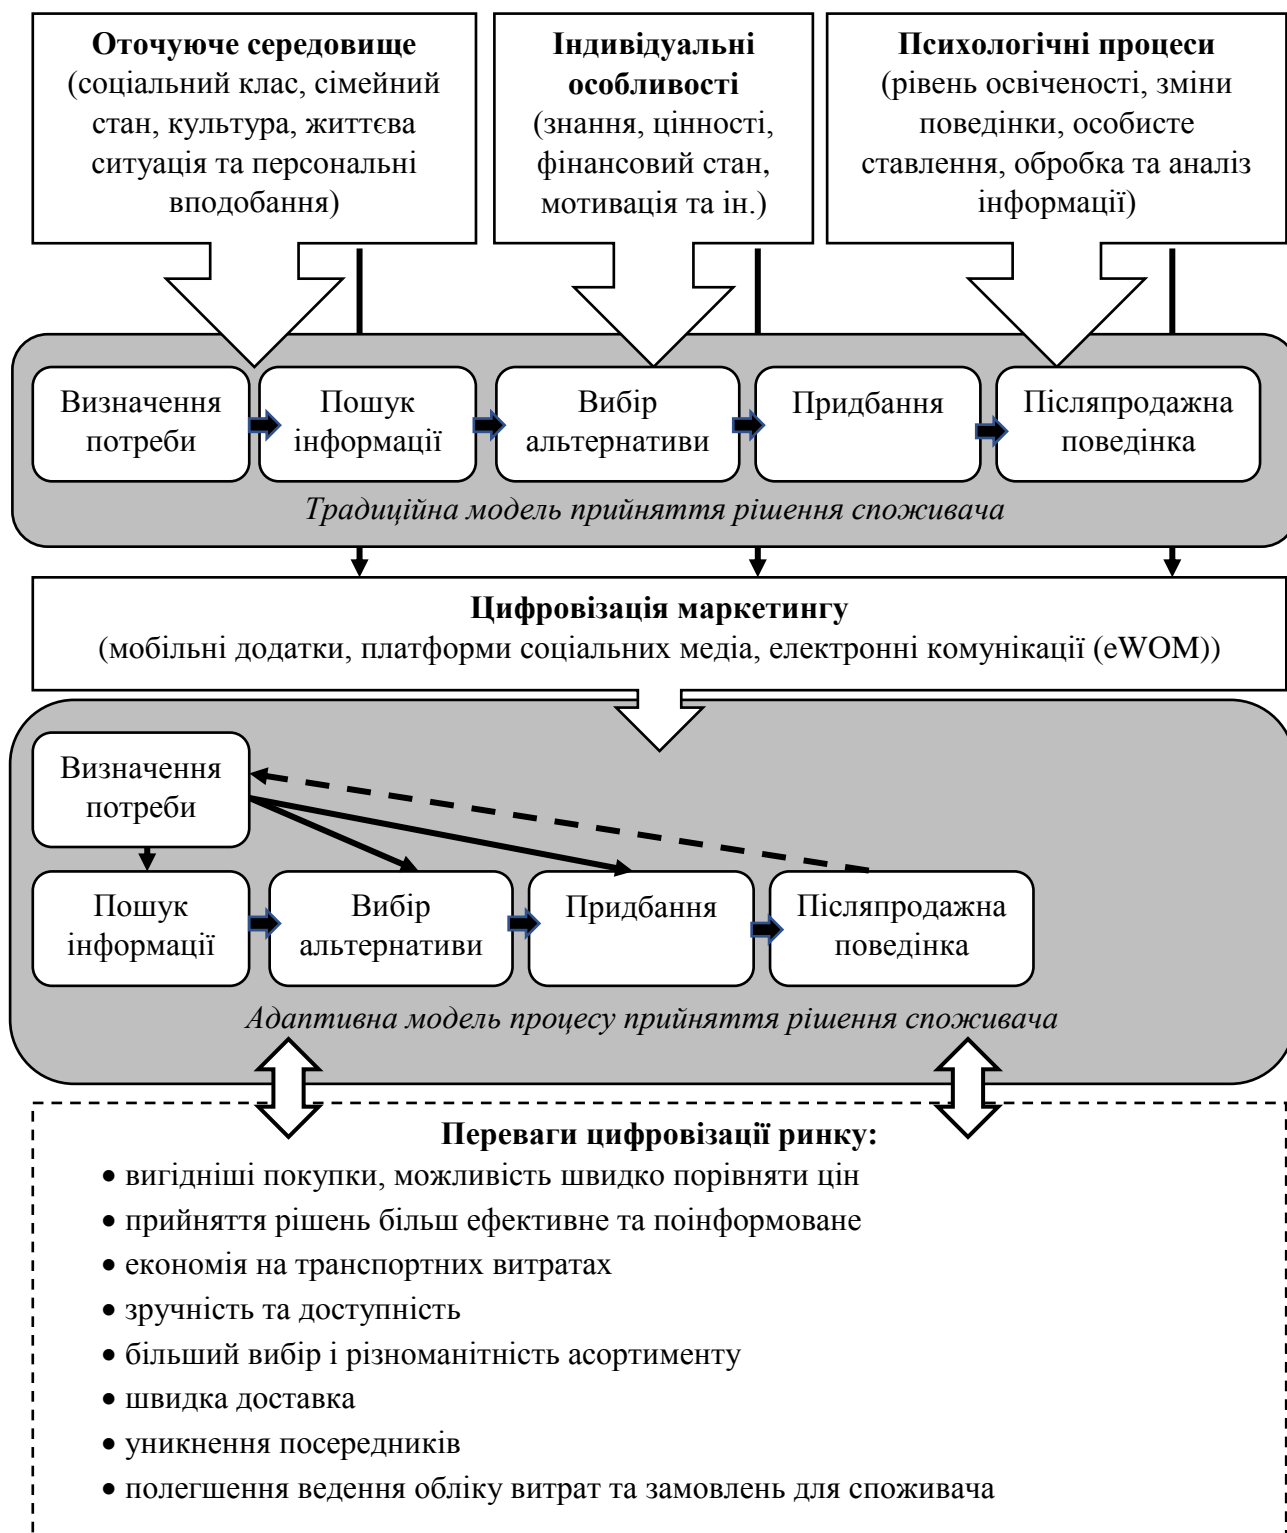 Оточуюче середовище
(соціальний клас, сімейний
стан, культура, життєва
ситуація та персональні
вподобання)
Індивідуальні
особливості
(знання, цінності,
фінансовий стан,
мотивація та ін.)
Психологічні процеси
(рівень освіченості, зміни
поведінки, особисте
ставлення, обробка та аналіз
інформації)
Визначення
потреби
Пошук
інформації
Вибір
альтернативи
Придбання
Післяпродажна
поведінка
Традиційна модель прийняття рішення споживача
Цифровізація маркетингу
(мобільні додатки, платформи соціальних медіа, електронні комунікації (eWOM))
Визначення
потреби
Пошук
інформації
Вибір
альтернативи
Придбання
Післяпродажна
поведінка
Адаптивна модель процесу прийняття рішення споживача
Переваги цифровізації ринку:
• вигідніші покупки, можливість швидко порівняти цін
• прийняття рішень більш ефективне та поінформоване
• економія на транспортних витратах
• зручність та доступність
• більший вибір і різноманітність асортименту
• швидка доставка
• уникнення посередників
• полегшення ведення обліку витрат та замовлень для споживача